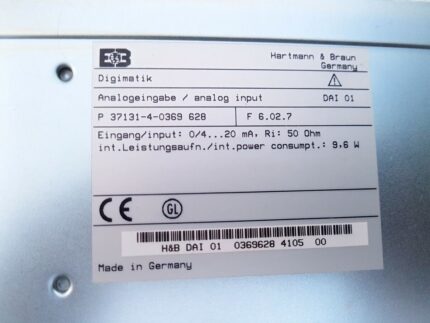 Hartmann & Braun
Germany
Digimatik
Analogeingabe / analog input DAI 01
P 37131-4-0369 628 F 6.02.7
Eingang/input: 0/4...20 mA, Ri: 50 Ohm
int.Leistungsaufn./int.power consumpt.: 9,6 W
CE GL
H&B DAI 01 0369628 4105 00
Made in Germany